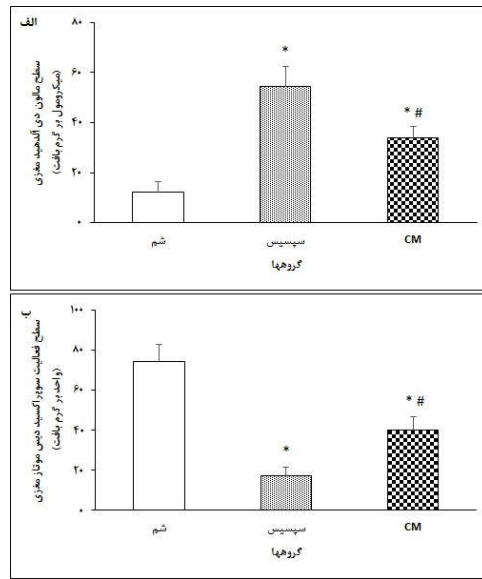 الف
سطح مالون دی آلدهید مغزی
(میکرومول بر گرم بافت)
۸۰
۶۰
۴۰
۲۰
۰
*
* #
شم
سپسیس
CM
گروهها
ب
سطح فعالیت سوپراکسید دیس موتاز مغزی
(واحد بر گرم بافت)
۱۰۰
۸۰
۶۰
۴۰
۲۰
۰
*
* #
شم
سپسیس
CM
گروهها